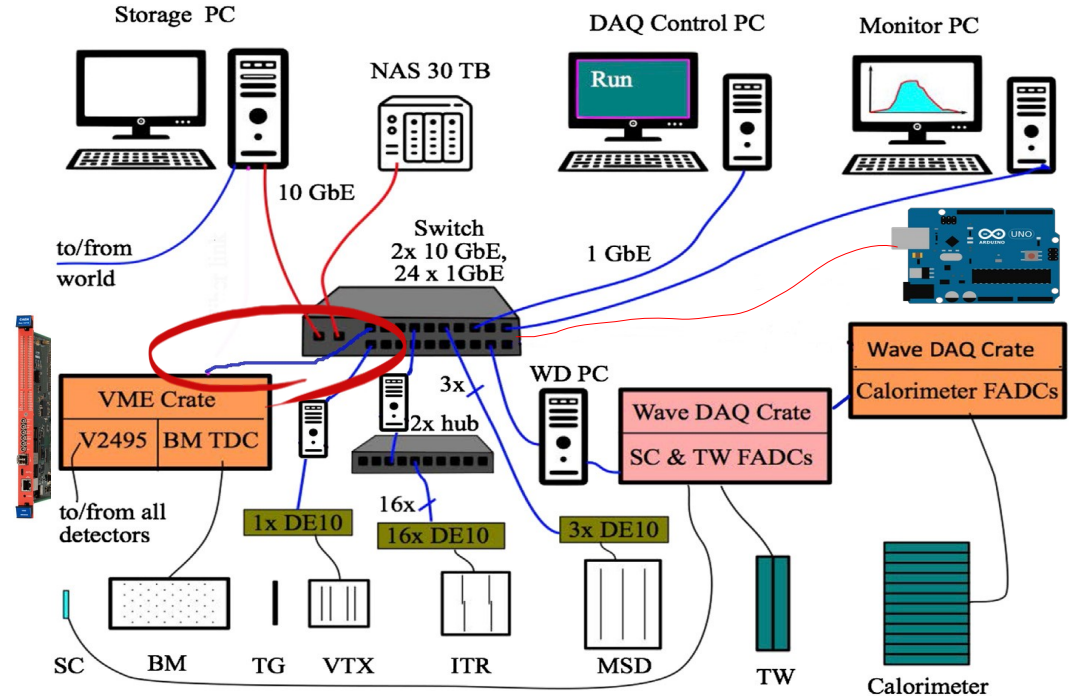 Storage PC
DAQ Control PC
Monitor PC
NAS 30 TB
Run
10 GbE
Switch
2x 10 GbE,
24 x 1GbE
1 GbE
to/from
world
UNO
ARDUINO
3x
WD PC
2x hub
VME Crate
V2495
BM TDC
Wave DAQ Crate
SC & TW FADCs
Wave DAQ Crate
Calorimeter FADCs
to/from all
detectors
16x
1x DE10
16x DE10
3x DE10
SC
BM
TG
VTX
ITR
MSD
TW
Calorimeter